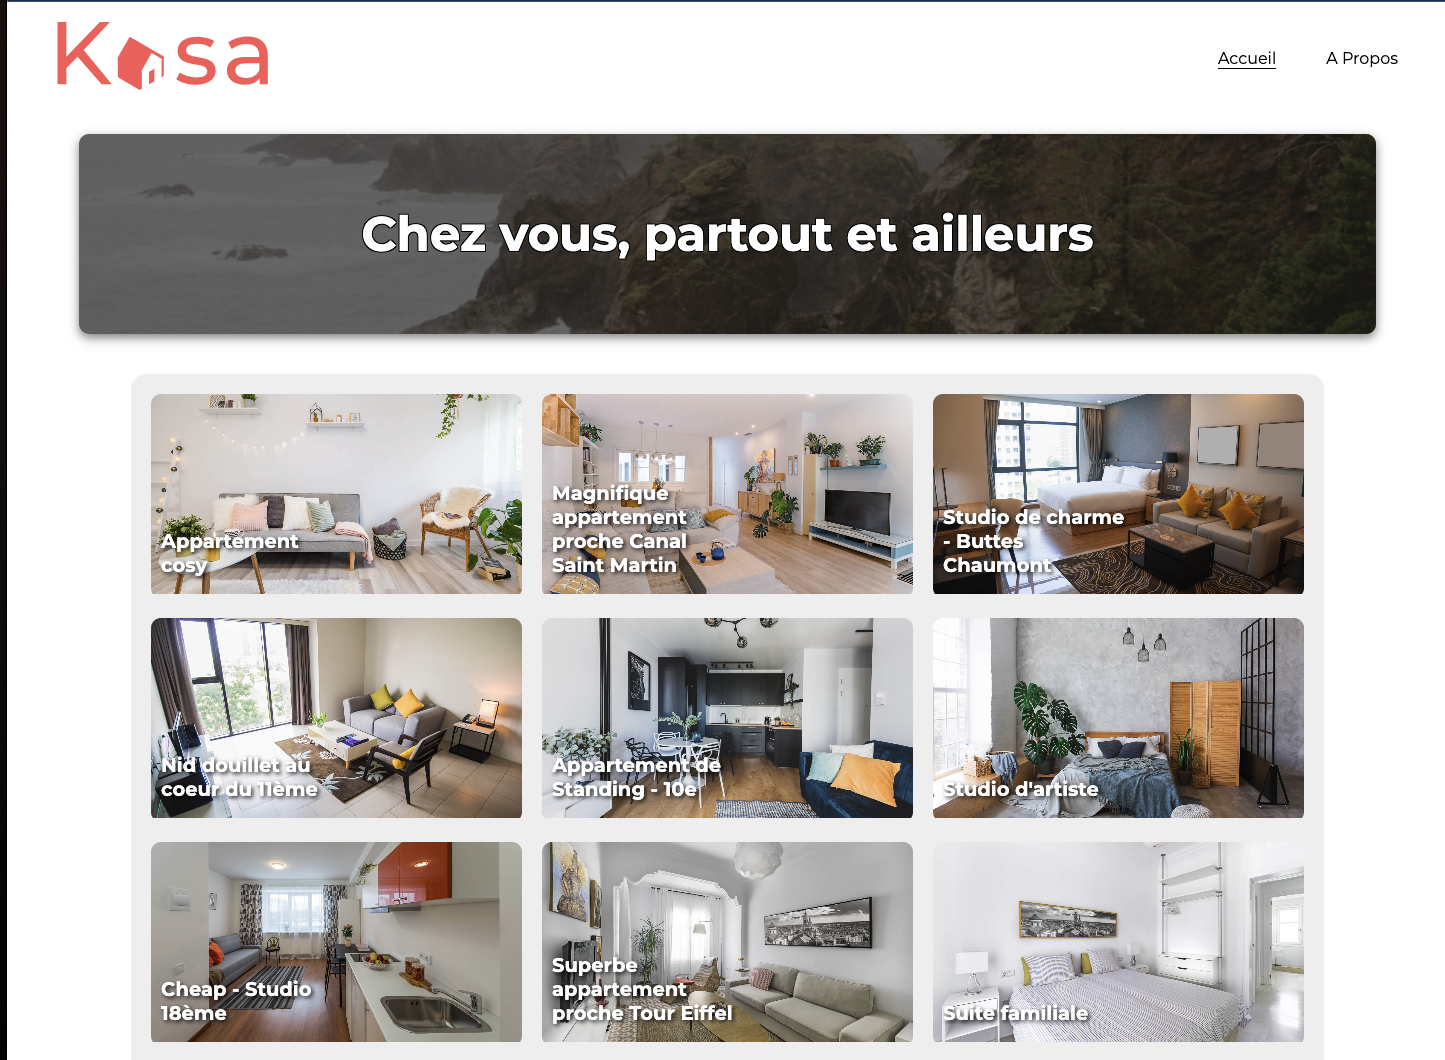 Kosa
Accueil
A Propos
Chez vous, partout et ailleurs
Appartement
cosy
Magnifique
appartement
proche Canal
Saint Martin
Studio de charme
- Buttes
Chaumont
Nid douillet au
coeur du 11ème
Appartement de
Standing - 10e
Studio d'artiste
Cheap - Studio
18ème
Superbe
appartement
proche Tour Eiffel
Suite familiale